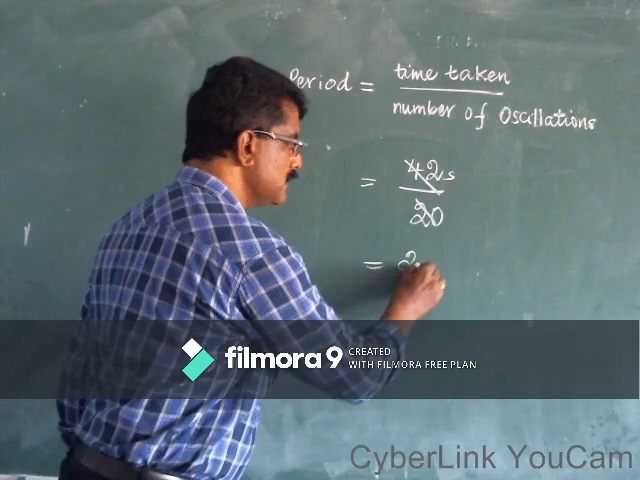 Period = time taken
number of Oscillations
= 42s
20
= 2.
filmora 9 CREATED
WITH FILMORA FREE PLAN
CyberLink YouCam